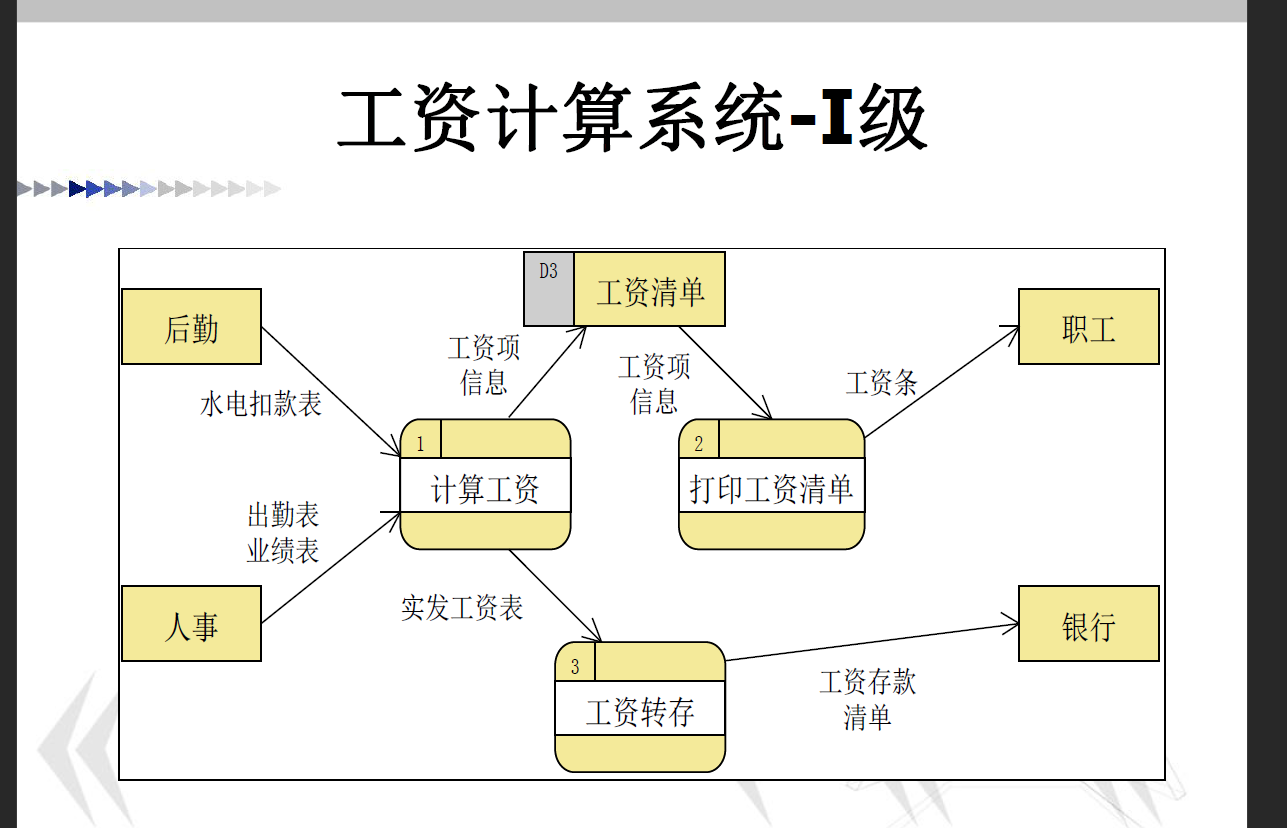 工资计算系统-I级
D3
工资清单
后勤
职工
工资项
信息
工资项
信息
工资条
水电扣款表
1
计算工资
2
打印工资清单
出勤表
业绩表
实发工资表
人事
银行
3
工资转存
工资存款
清单